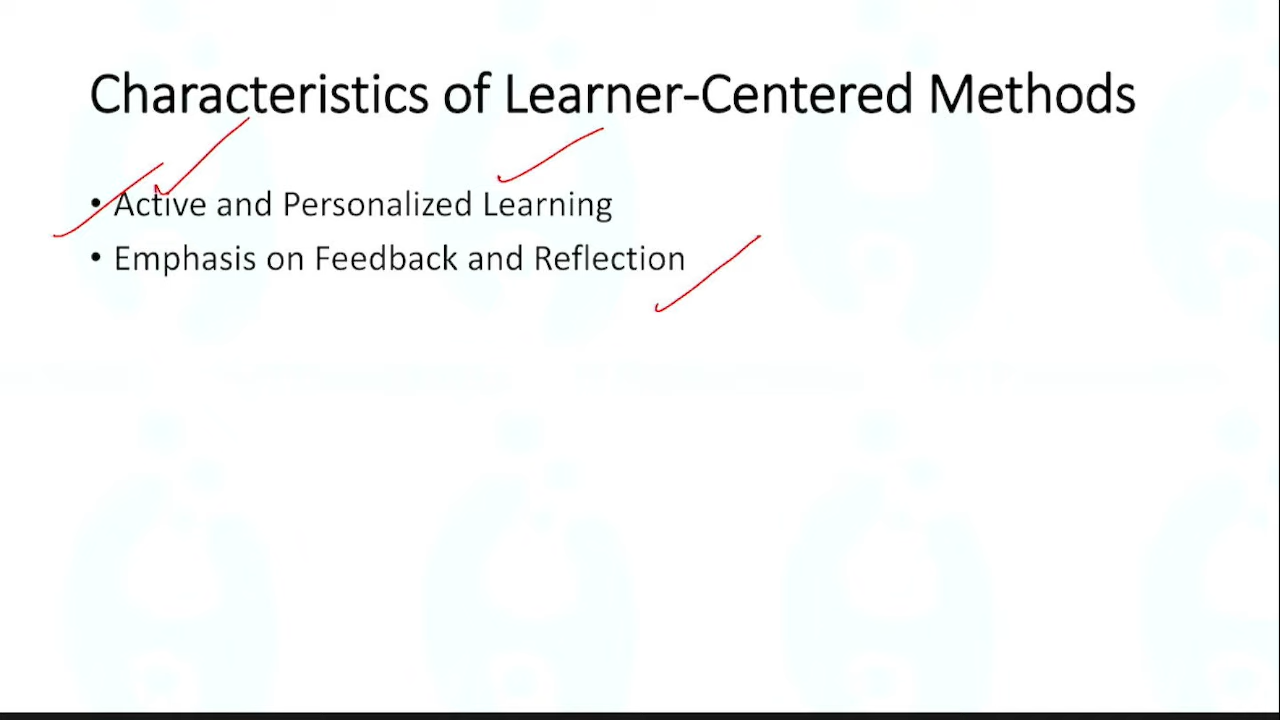 Characteristics of Learner-Centered Methods
• Active and Personalized Learning
• Emphasis on Feedback and Reflection